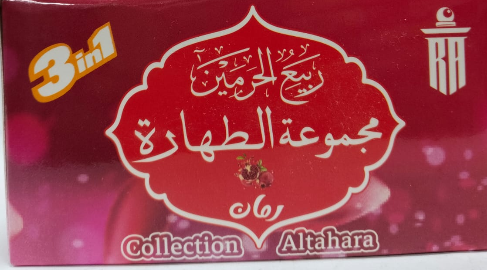 3in1
RA
ربيع الحرمين
مجموعة الطهارة
رمان
Collection Altahara